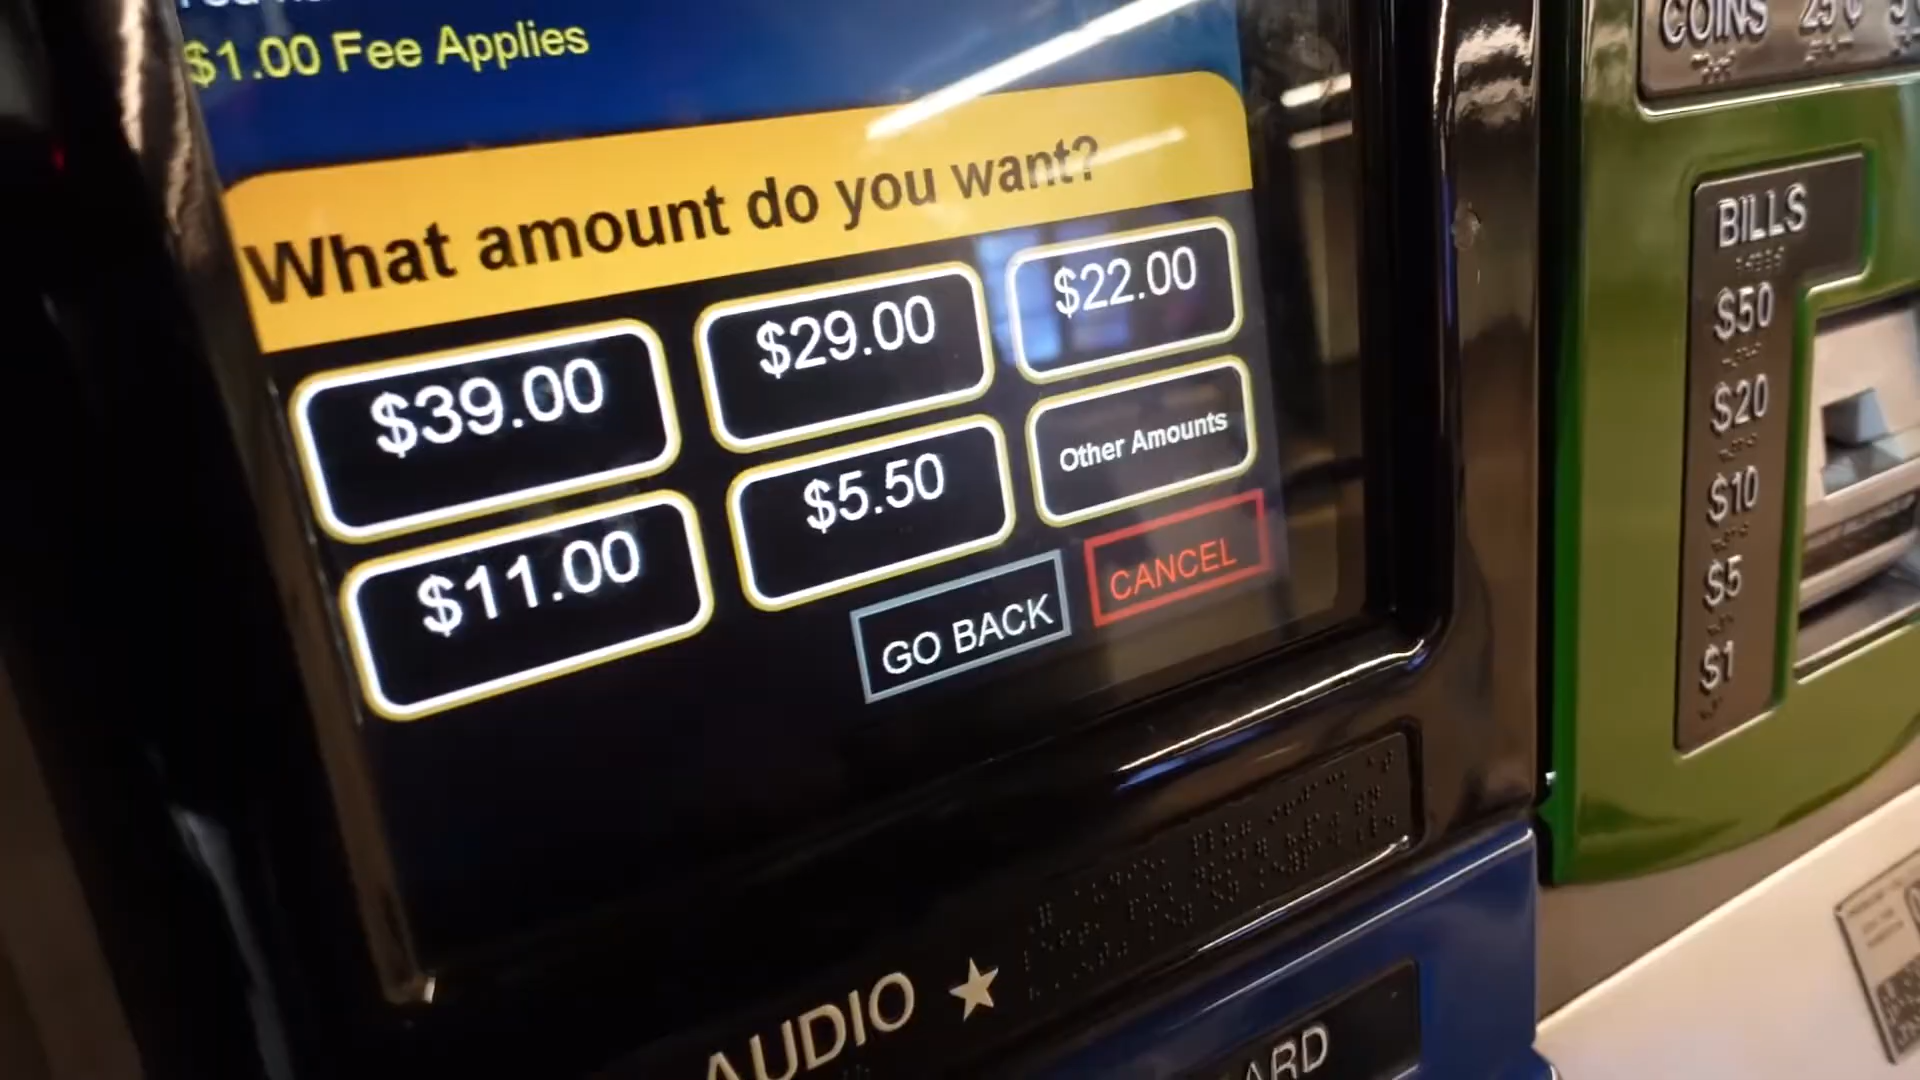 $1.00 Fee Applies
What amount do you want?
$39.00
$29.00
$22.00
$11.00
$5.50
Other Amounts
GO BACK
CANCEL
AUDIO
COINS 25¢
BILLS
$50
$20
$10
$5
$1